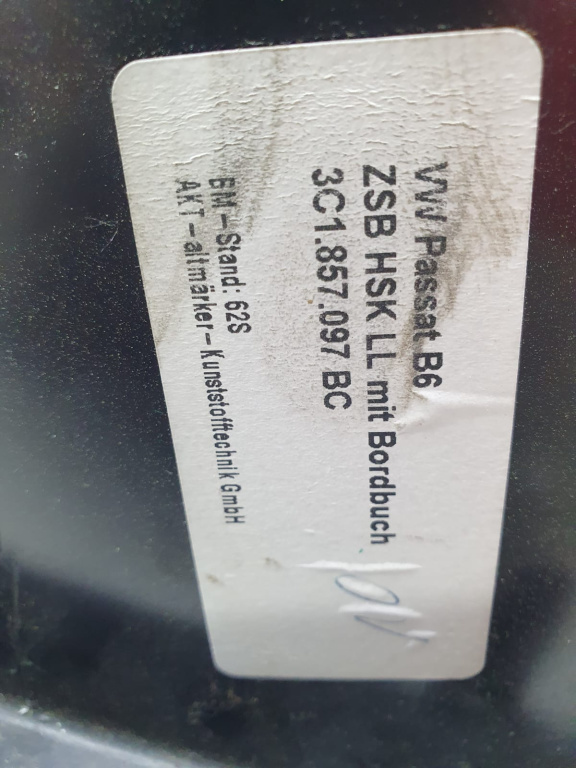 VW Passat B6
ZSB HSK LL mit Bordbuch
3C1.857.097 BC
BM-Stand: 62S
AKT-altmärker-Kunststofftechnik GmbH